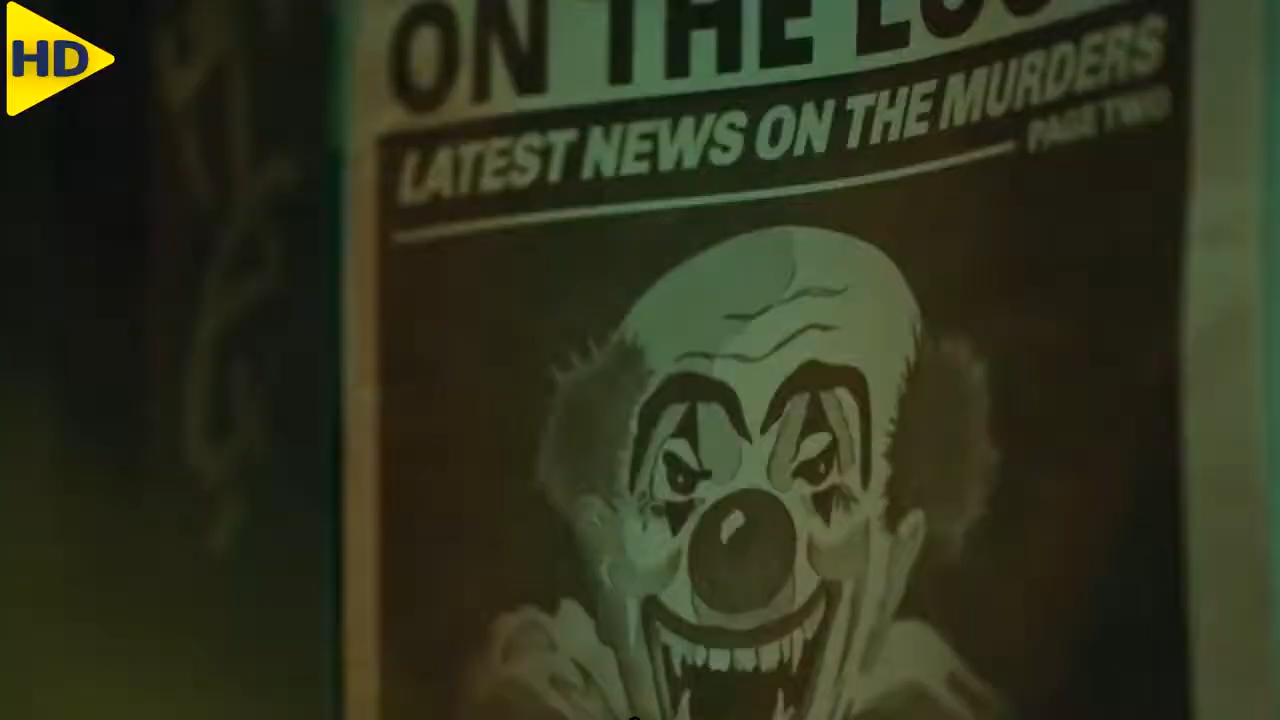 HD
ON THE
LATEST NEWS ON THE MURDERS
PAGE TWO